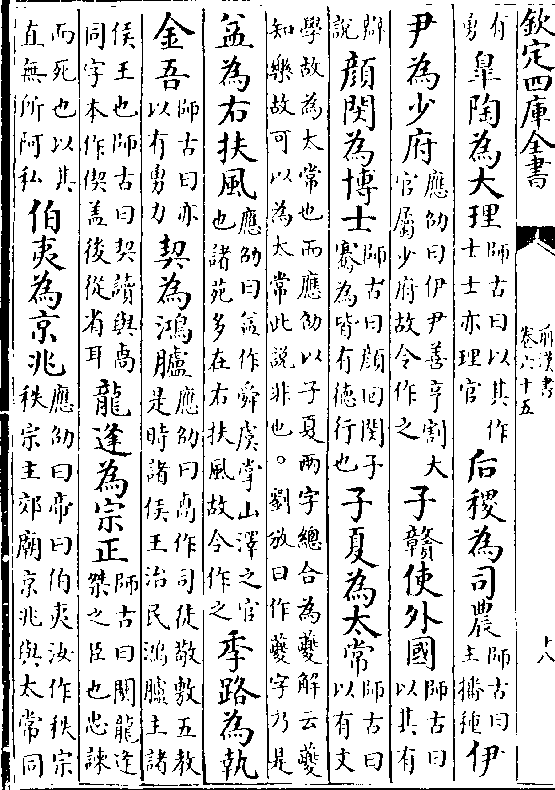 欽定四庫全書
前漢書
卷六十五
十八
有勇皐陶為大理師古曰以其作士士亦理官后稷為司農師古曰主播種伊
尹為少府應劭曰伊尹善亨割大官屬少府故令作之子贛使外國師古曰以其有
辯說顔閔為博士師古曰顔回閔子騫為皆有德行也子夏為太常師古曰以有文
學故為太常也而應劭以子夏兩字總合為夔解云夔知樂故可以為太常此説非也。劉攽曰作夔字乃是
益為右扶風應劭曰益作舜虞掌山澤之官也諸苑多在右扶風故令作之季路為執
金吾師古曰亦以有勇力契為鴻臚應劭曰卨作司徒敬敷五教是時諸侯王治民鴻臚主諸
侯王也師古曰契讀與卨同字本作偰蓋後從省耳龍逢為宗正師古曰關龍逢桀之臣也忠諫
而死也以其直無所阿私伯夷為京兆應劭曰帝曰伯夷汝作秩宗秩宗主郊廟京兆與太常同